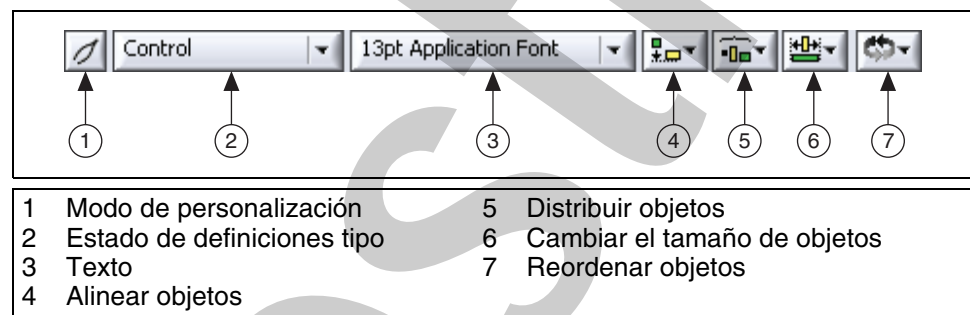 Control 13pt Application Font
1 2 3 4 5 6 7
1 Modo de personalización
2 Estado de definiciones tipo
3 Texto
4 Alinear objetos
5 Distribuir objetos
6 Cambiar el tamaño de objetos
7 Reordenar objetos